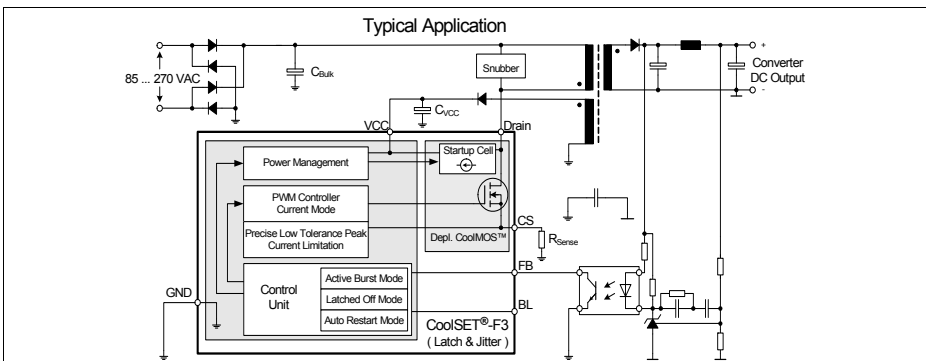 Typical Application
Snubber
+
Converter
DC Output
-
85 ... 270 VAC
CBulk
CVCC
VCC
Drain
Startup Cell
Power Management
PWM Controller
Current Mode
CS
RSense
Precise Low Tolerance Peak
Current Limitation
Depl. CoolMOS™
FB
Active Burst Mode
Control
Unit
Latched Off Mode
GND
BL
Auto Restart Mode
CoolSET®-F3
( Latch & Jitter )